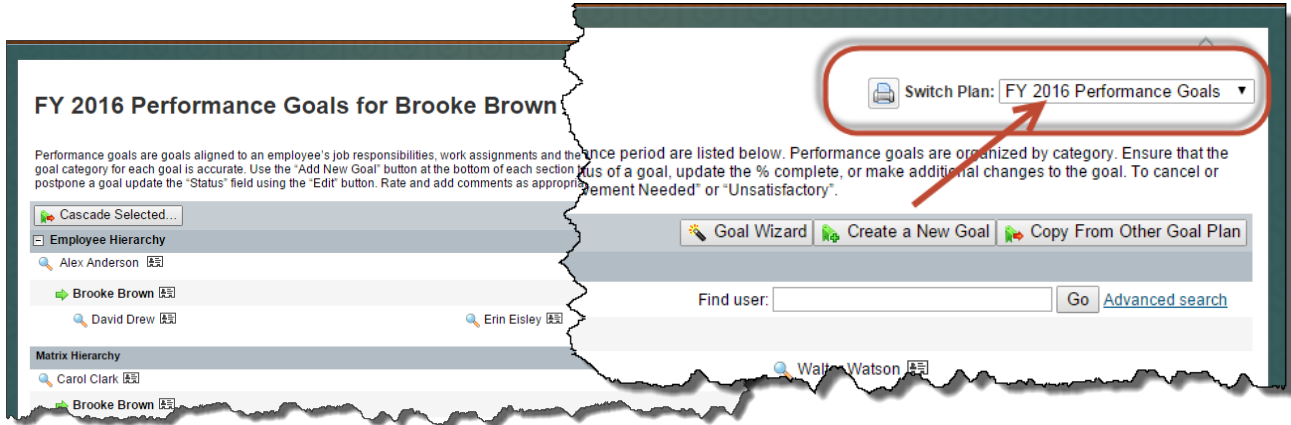 FY 2016 Performance Goals for Brooke Brown
Performance goals are goals aligned to an employee's job responsibilities, work assignments and the
goal category for each goal is accurate. Use the "Add New Goal" button at the bottom of each section
postpone a goal update the "Status" field using the "Edit" button. Rate and add comments as
Cascade Selected...
Employee Hierarchy
Alex Anderson
Brooke Brown
David Drew
Erin Eisley
Matrix Hierarchy
Carol Clark
Brooke Brown
Switch Plan: FY 2016 Performance Goals
period are listed below. Performance goals are organized by category. Ensure that the
of a goal, update the % complete, or make additional changes to the goal. To cancel or
Needed" or "Unsatisfactory".
Goal Wizard Create a New Goal Copy From Other Goal Plan
Find user: Go Advanced search
Walter Watson